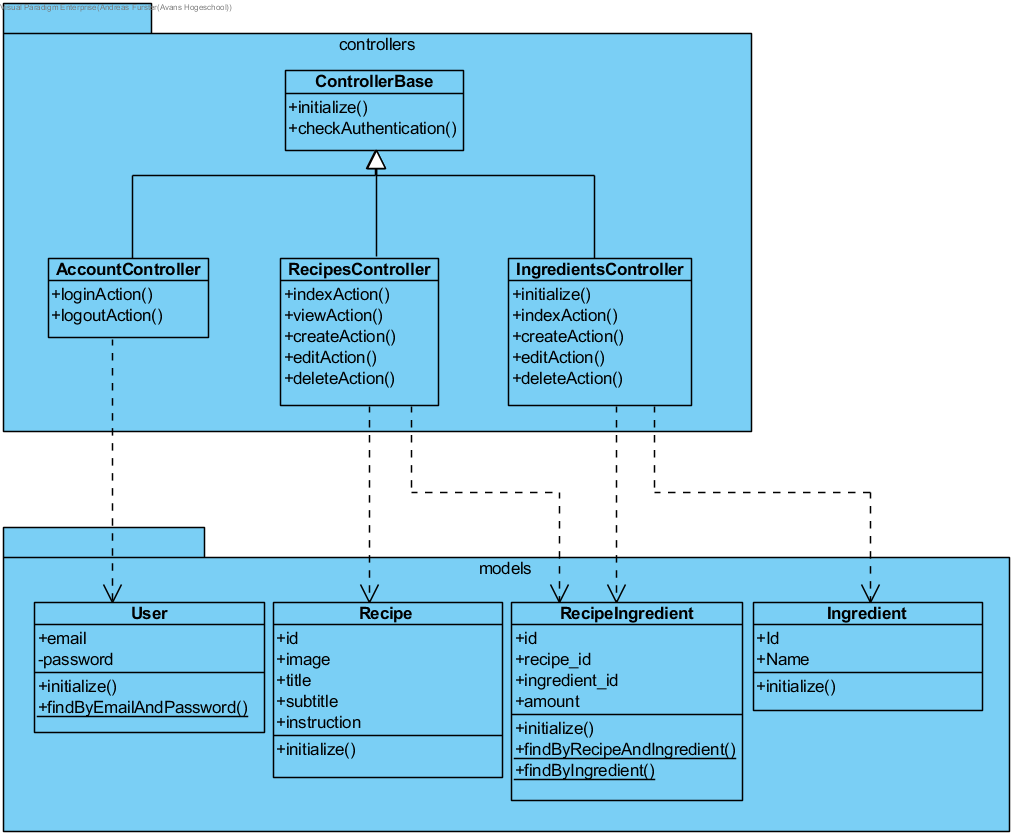 Visual Paradigm Enterprise(Andreas Furster(Avans Hogeschool))
controllers
ControllerBase
+initialize()
+checkAuthentication()
AccountController
+loginAction()
+logoutAction()
RecipesController
+indexAction()
+viewAction()
+createAction()
+editAction()
+deleteAction()
IngredientsController
+initialize()
+indexAction()
+createAction()
+editAction()
+deleteAction()
models
User
+email
-password
+initialize()
+findByEmailAndPassword()
Recipe
+id
+image
+title
+subtitle
+instruction
+initialize()
RecipeIngredient
+id
+recipe_id
+ingredient_id
+amount
+initialize()
+findByRecipeAndIngredient()
+findByIngredient()
Ingredient
+Id
+Name
+initialize()